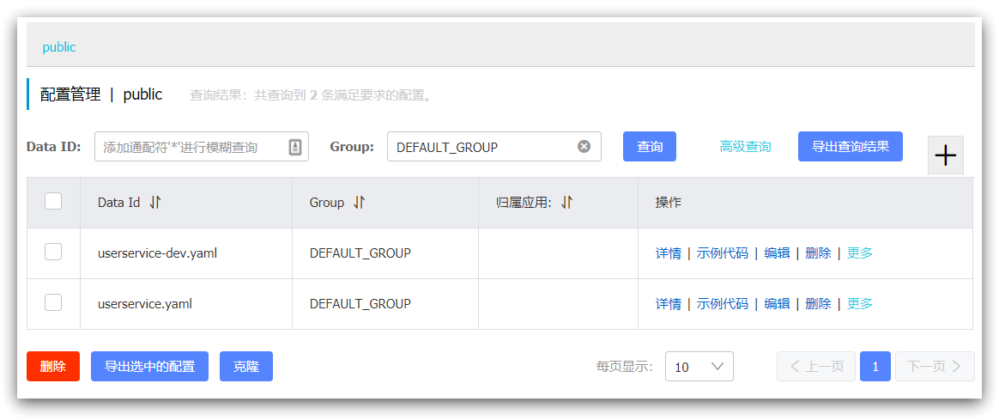 public
配置管理 | public 查询结果：共查询到 2 条满足要求的配置。
Data ID: 添加通配符'*'进行模糊查询 Group: DEFAULT_GROUP 查询 高级查询 导出查询结果
Data Id Group 归属应用: 操作
userservice-dev.yaml DEFAULT_GROUP 详情 | 示例代码 | 编辑 | 删除 | 更多
userservice.yaml DEFAULT_GROUP 详情 | 示例代码 | 编辑 | 删除 | 更多
删除 导出选中的配置 克隆 每页显示: 10 上一页 1 下一页